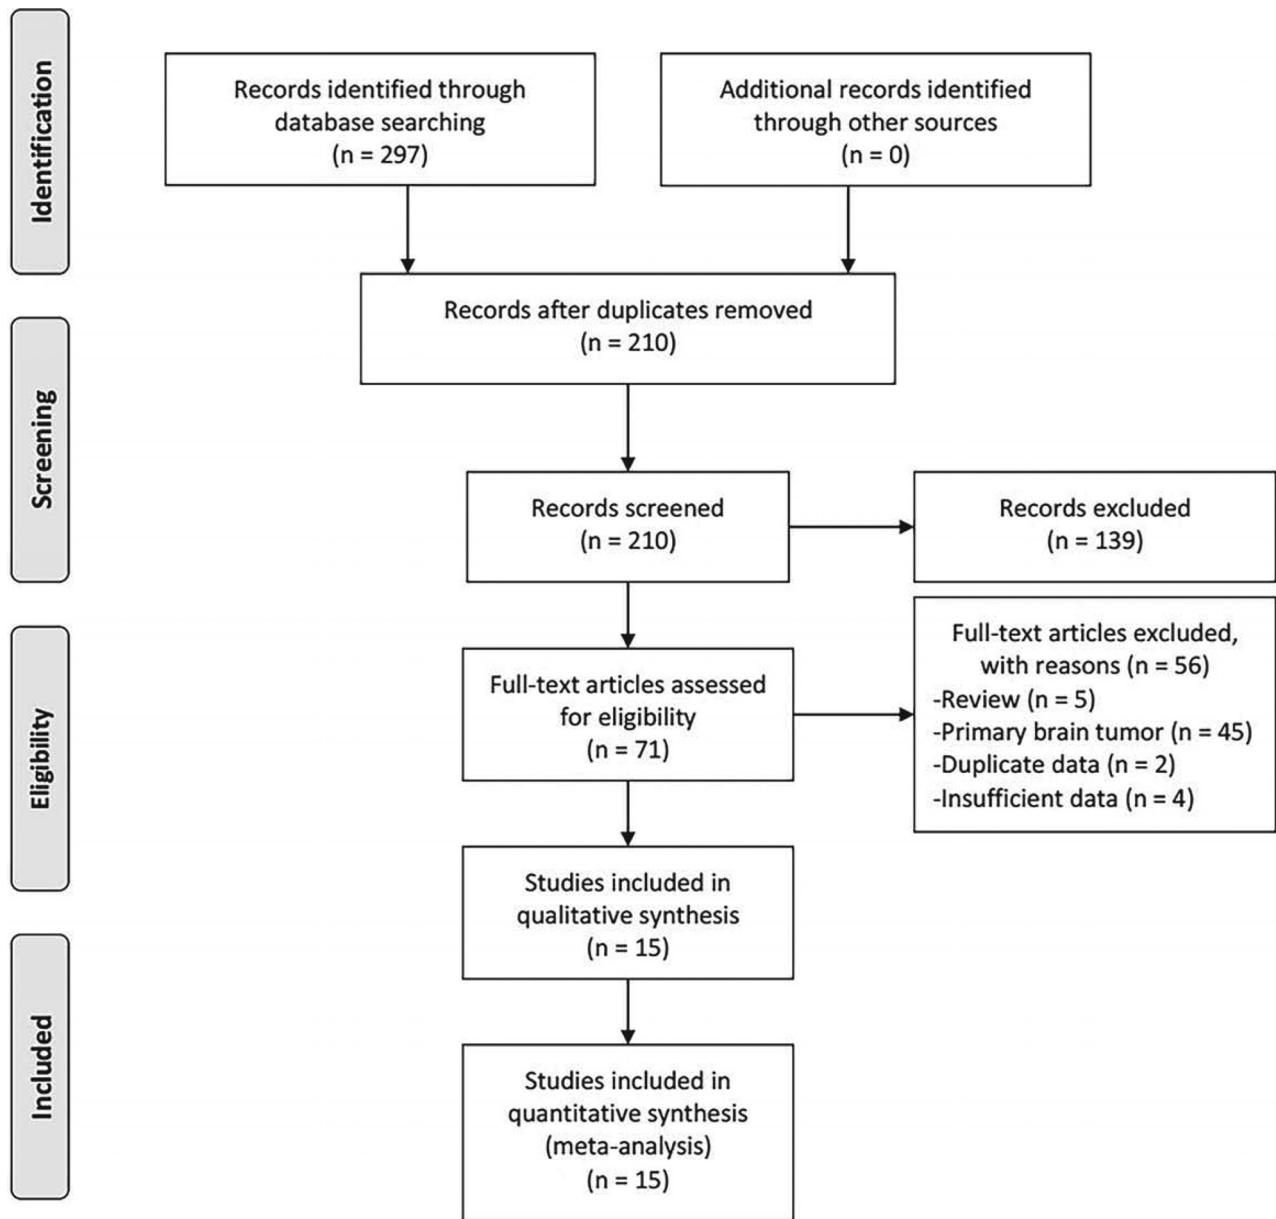 Identification
Records identified through
database searching
(n = 297)
Additional records identified
through other sources
(n = 0)
Records after duplicates removed
(n = 210)
Screening
Records screened
(n = 210)
Records excluded
(n = 139)
Eligibility
Full-text articles assessed
for eligibility
(n = 71)
Full-text articles excluded,
with reasons (n = 56)
-Review (n = 5)
-Primary brain tumor (n = 45)
-Duplicate data (n = 2)
-Insufficient data (n = 4)
Studies included in
qualitative synthesis
(n = 15)
Included
Studies included in
quantitative synthesis
(meta-analysis)
(n = 15)